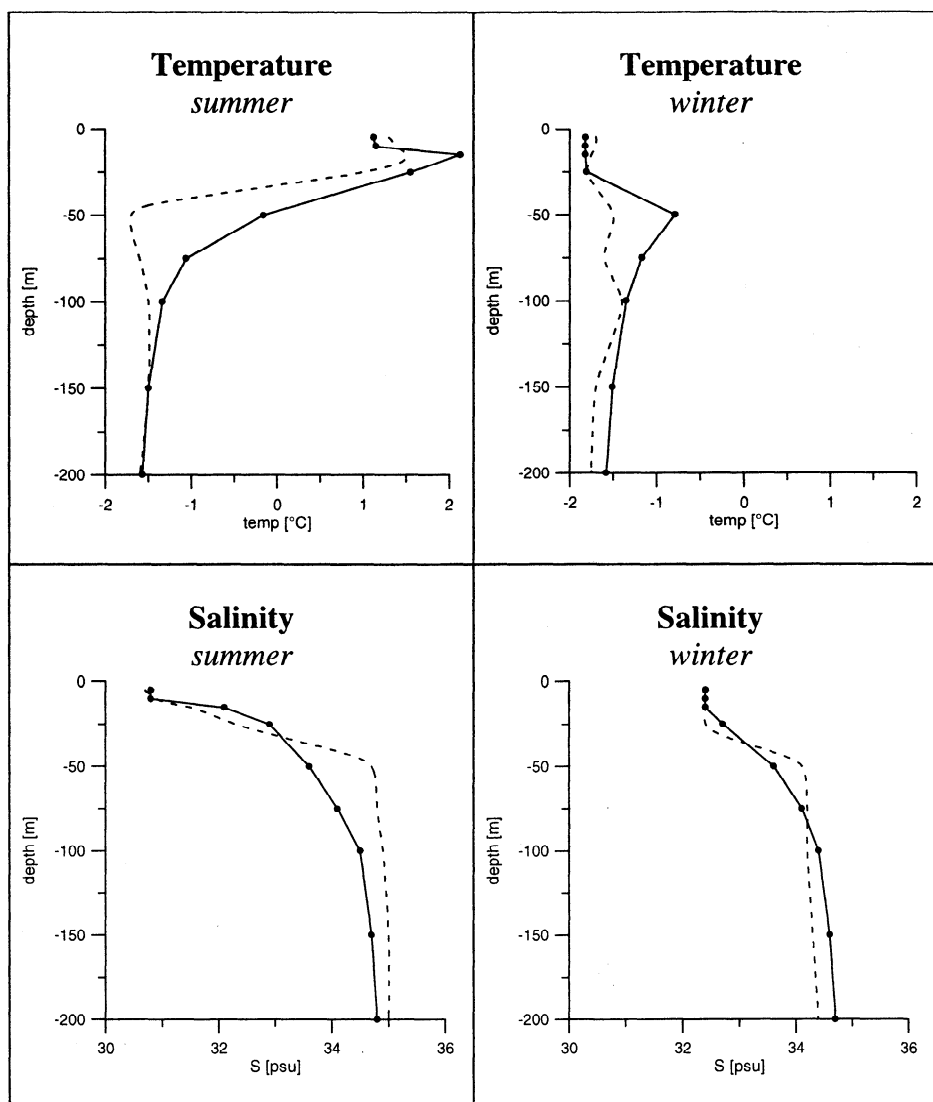 Temperature
summer
0
-50
-100
-150
-200
depth [m]
-2
-1
0
1
2
temp [°C]
Temperature
winter
0
-50
-100
-150
-200
depth [m]
-2
-1
0
1
2
temp [°C]
Salinity
summer
0
-50
-100
-150
-200
depth [m]
30
32
34
36
S [psu]
Salinity
winter
0
-50
-100
-150
-200
depth [m]
30
32
34
36
S [psu]